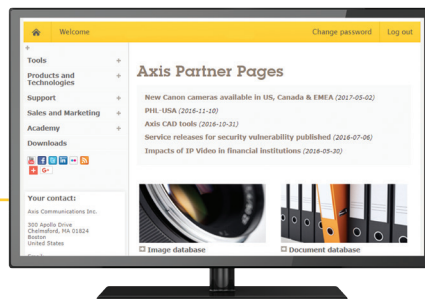 Welcome
Change password
Log out
Tools
Products and
Technologies
Support
Sales and Marketing
Academy
Downloads
Your contact:
Axis Communications Inc.
300 Apollo Drive
Chelmsford, MA 01824
Boston
United States
Axis Partner Pages
New Canon cameras available in US, Canada & EMEA (2017-05-02)
PHL-USA (2016-11-10)
Axis CAD tools (2016-10-31)
Service releases for security vulnerability published (2016-07-06)
Impacts of IP Video in financial institutions (2016-05-30)
Image database
Document database